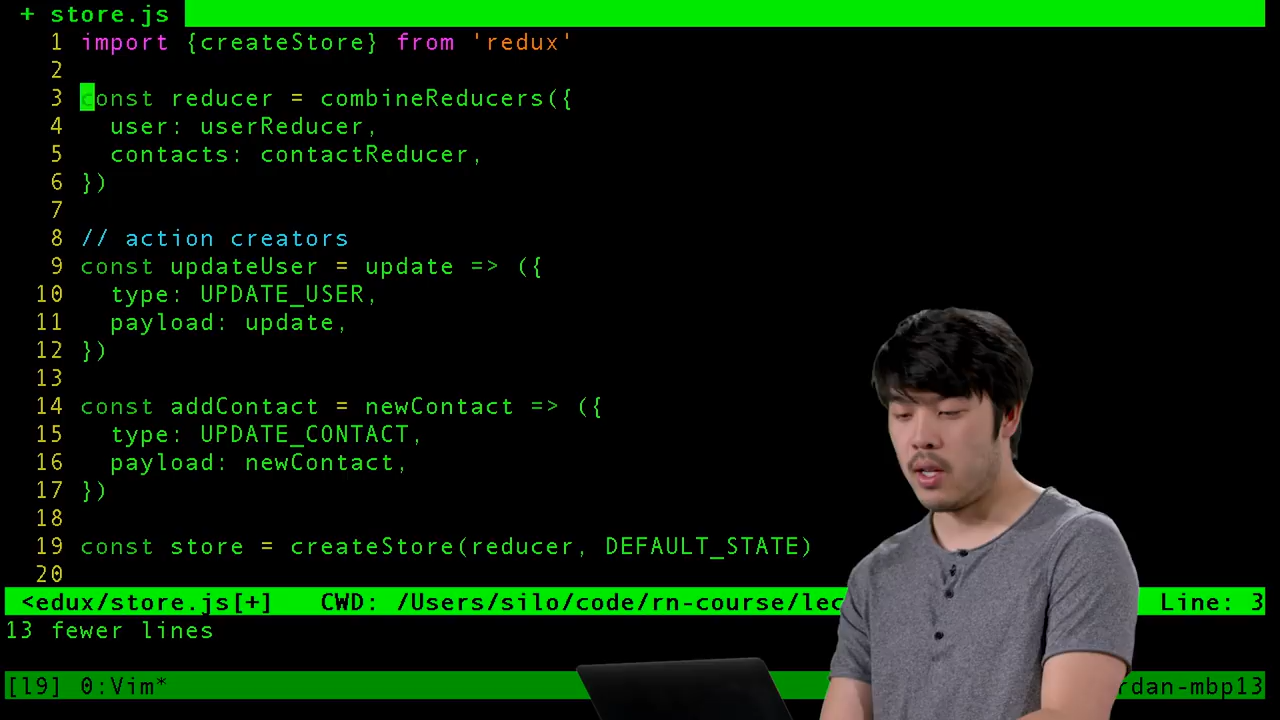 + store.js
1 import {createStore} from 'redux'
2
3 const reducer = combineReducers({
4   user: userReducer,
5   contacts: contactReducer,
6 })
7
8 // action creators
9 const updateUser = update => ({
10   type: UPDATE_USER,
11   payload: update,
12 })
13
14 const addContact = newContact => ({
15   type: UPDATE_CONTACT,
16   payload: newContact,
17 })
18
19 const store = createStore(reducer, DEFAULT_STATE)
20
<edux/store.js[+]   CWD: /Users/silo/code/rn-course/lec Line: 3
13 fewer lines
[19] 0:Vim* rdan-mbp13